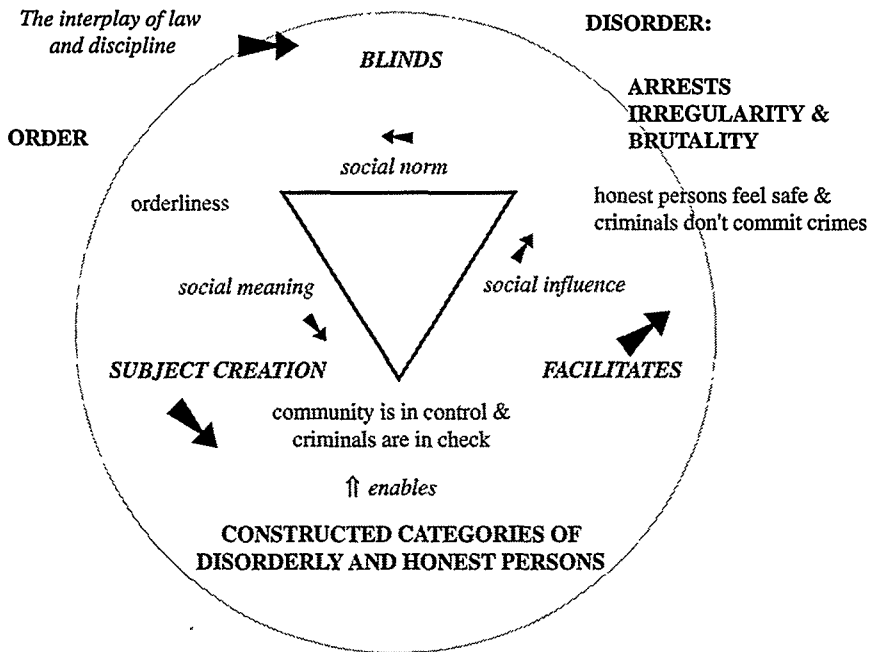 The interplay of law
and discipline
DISORDER:
BLINDS
ARRESTS
IRREGULARITY &
BRUTALITY
ORDER
social norm
orderliness
honest persons feel safe &
criminals don't commit crimes
social meaning
social influence
SUBJECT CREATION
FACILITATES
community is in control &
criminals are in check
⇑ enables
CONSTRUCTED CATEGORIES OF
DISORDERLY AND HONEST PERSONS